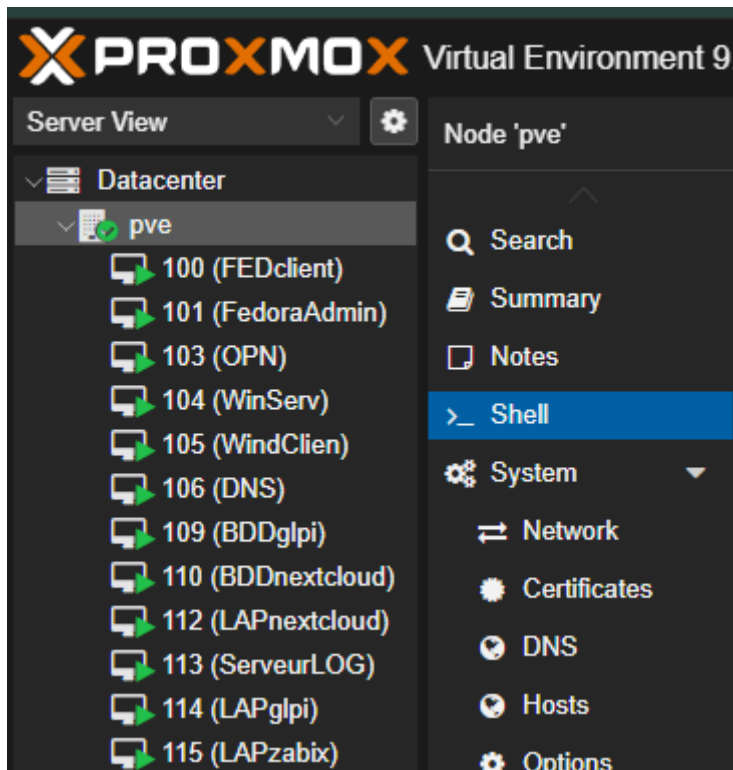 PROXMOX Virtual Environment 9
Server View
Node 'pve'
Datacenter
pve
100 (FEDclient)
101 (FedoraAdmin)
103 (OPN)
104 (WinServ)
105 (WindClien)
106 (DNS)
109 (BDDglpi)
110 (BDDnextcloud)
112 (LAPnextcloud)
113 (ServeurLOG)
114 (LAPglpi)
115 (LAPzabix)
Search
Summary
Notes
>_ Shell
System
Network
Certificates
DNS
Hosts
Options